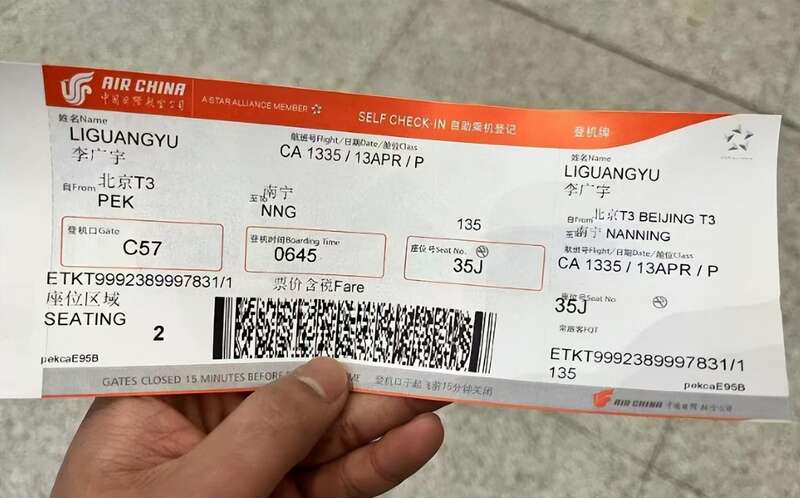 AIR CHINA
中国国际航空公司
A STAR ALLIANCE MEMBER
SELF CHECK-IN 自助乘机登记
登机牌
姓名Name
LIGUANGYU
李广宇
航班号Flight/日期Date/舱位Class
CA 1335 / 13APR / P
自From 北京T3
PEK
至To 南宁
NNG
135
登机口Gate
C57
登机时间Boarding Time
0645
座位号Seat No.
35J
ETKT9992389997831/1
票价含税Fare
座位区域
SEATING 2
pekcaE95B
GATES CLOSED 15 MINUTES BEFORE
登机口于起飞前15分钟关闭
姓名Name
LIGUANGYU
李广宇
自From 北京T3 BEIJING T3
南宁 NANNING
航班号Flight/日期Date/舱位Class
CA 1335 / 13APR / P
座位号Seat No
35J
常旅客FQT
ETKT9992389997831/1
135
pekcaE95B
AIR CHINA
中国国际航空公司